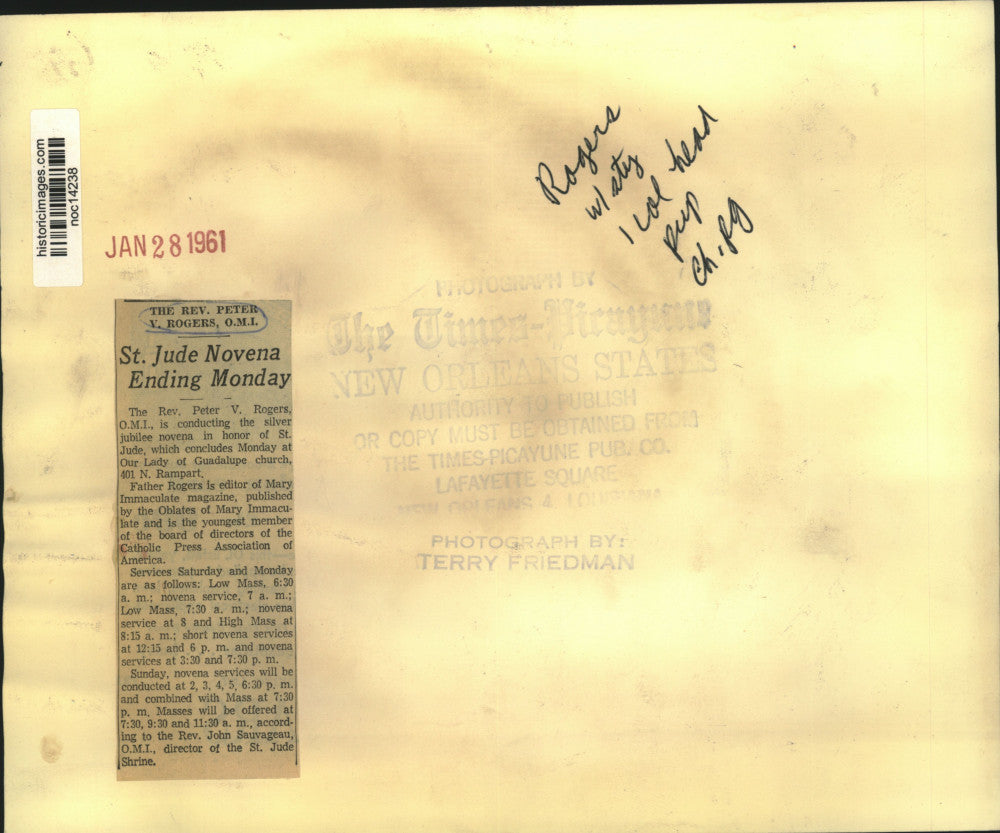 historicimages.com
noc14238
JAN 28 1961
Rogers
w/ story
1 col head
pup
Ch. pg
THE REV. PETER
V. ROGERS, O.M.I.
St. Jude Novena
Ending Monday
The Rev. Peter V. Rogers,
O.M.I., is conducting the silver
jubilee novena in honor of St.
Jude, which concludes Monday at
Our Lady of Guadalupe church,
401 N. Rampart.
Father Rogers is editor of Mary
Immaculate magazine, published
by the Oblates of Mary Immacu-
late and is the youngest member
of the board of directors of the
Catholic Press Association of
America.
Services Saturday and Monday
are as follows: Low Mass, 6:30
a. m.; novena service, 7 a. m.;
Low Mass, 7:30 a. m.; novena
service at 8 and High Mass at
8:15 a. m.; short novena services
at 12:15 and 6 p. m. and novena
services at 3:30 and 7:30 p. m.
Sunday, novena services will be
conducted at 2, 3, 4, 5, 6:30 p. m.
and combined with Mass at 7:30
p. m. Masses will be offered at
7:30, 9:30 and 11:30 a. m., accord-
ing to the Rev. John Sauvageau,
O.M.I., director of the St. Jude
Shrine.
PHOTOGRAPH BY
The Times-Picayune
NEW ORLEANS STATES
AUTHORITY TO PUBLISH
OR COPY MUST BE OBTAINED FROM
THE TIMES-PICAYUNE PUB. CO.
LAFAYETTE SQUARE
NEW ORLEANS 4, LOUISIANA
PHOTOGRAPH BY:
TERRY FRIEDMAN